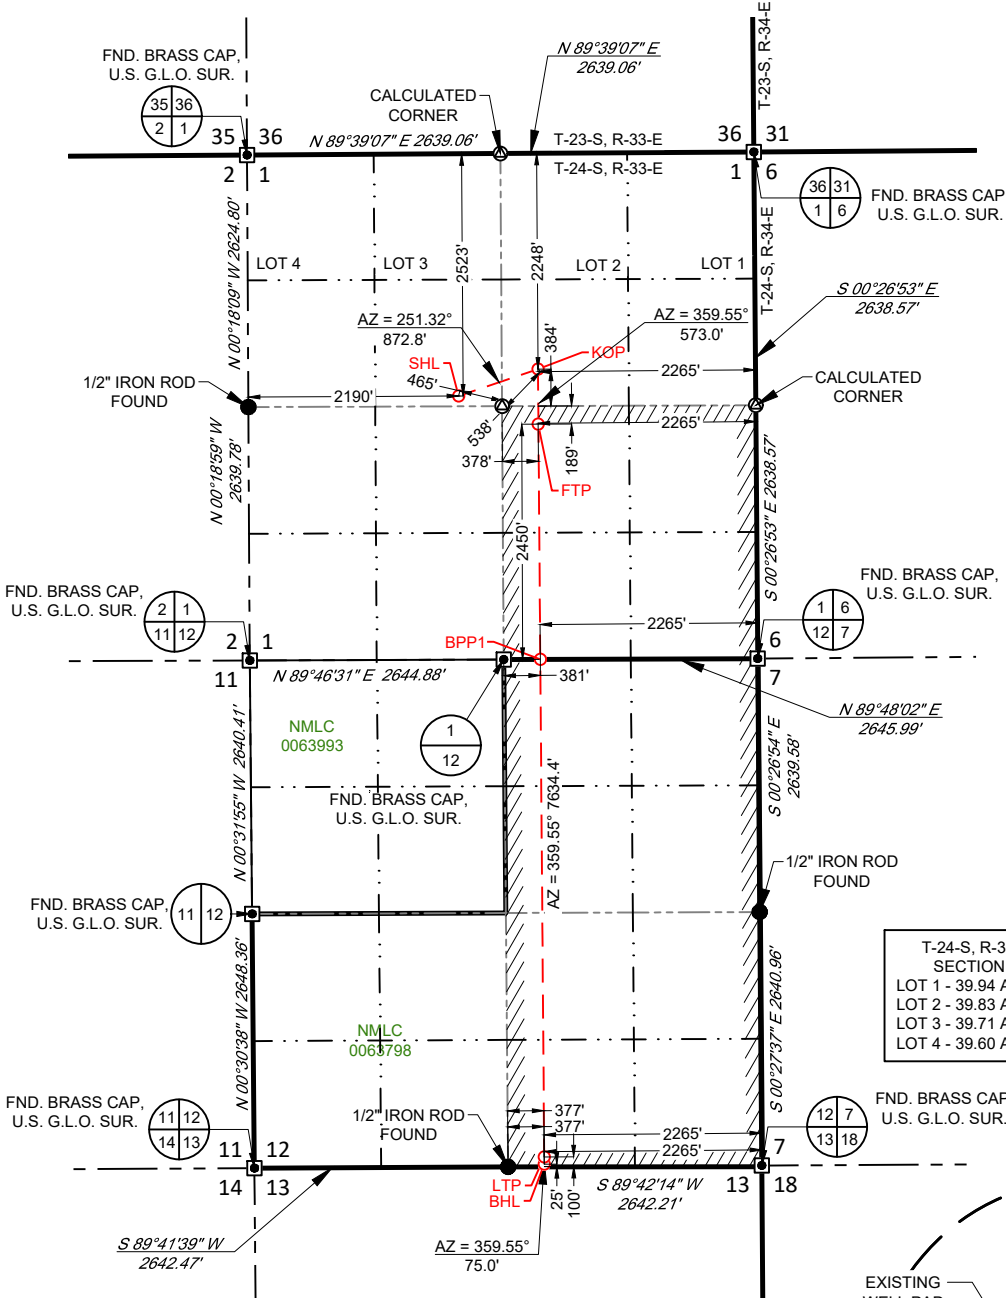 T-23-S, R-34-E
N 89°39'07" E
2639.06'
FND. BRASS CAP,
U.S. G.L.O. SUR.
35 36
2 1
CALCULATED
CORNER
35 36
2 1
N 89°39'07" E 2639.06'
T-23-S, R-33-E
T-24-S, R-33-E
36 31
1 6
36 31
1 6
FND. BRASS CAP
U.S. G.L.O. SUR.
T-24-S, R-34-E
N 00°18'09" W 2624.80'
LOT 4
LOT 3
LOT 2
LOT 1
2523'
2248'
S 00°26'53" E
2638.57'
AZ = 251.32°
872.8'
AZ = 359.55°
573.0'
384'
SHL
KOP
465'
2265'
1/2" IRON ROD
FOUND
2190'
CALCULATED
CORNER
538'
2265'
378'
189'
FTP
N 00°18'59" W
2639.78'
2450'
S 00°26'53" E 2638.57'
FND. BRASS CAP,
U.S. G.L.O. SUR.
2 1
11 12
FND. BRASS CAP,
U.S. G.L.O. SUR.
1 6
12 7
2265'
BPP1
2 1
11
6
7
N 89°46'31" E 2644.88'
381'
N 89°48'02" E
2645.99'
NMLC
0063993
1
12
FND. BRASS CAP,
U.S. G.L.O. SUR.
N 00°31'55" W 2640.41'
AZ = 359.55° 7634.4'
S 00°26'54" E
2639.58'
1/2" IRON ROD
FOUND
FND. BRASS CAP,
U.S. G.L.O. SUR.
11 12
T-24-S, R-3
SECTION
LOT 1 - 39.94 A
LOT 2 - 39.83 A
LOT 3 - 39.71 A
LOT 4 - 39.60 A
N 00°30'38" W 2648.36'
NMLC
0063798
S 00°27'37" E 2640.96'
FND. BRASS CAP,
U.S. G.L.O. SUR.
11 12
14 13
1/2" IRON ROD
FOUND
377'
377'
2265'
2265'
12 7
13 18
FND. BRASS CAP
U.S. G.L.O. SUR.
11 12
14 13
7
13 18
LTP
BHL
25'
100'
S 89°42'14" W
2642.21'
S 89°41'39" W
2642.47'
AZ = 359.55°
75.0'
EXISTING
WELL PAD